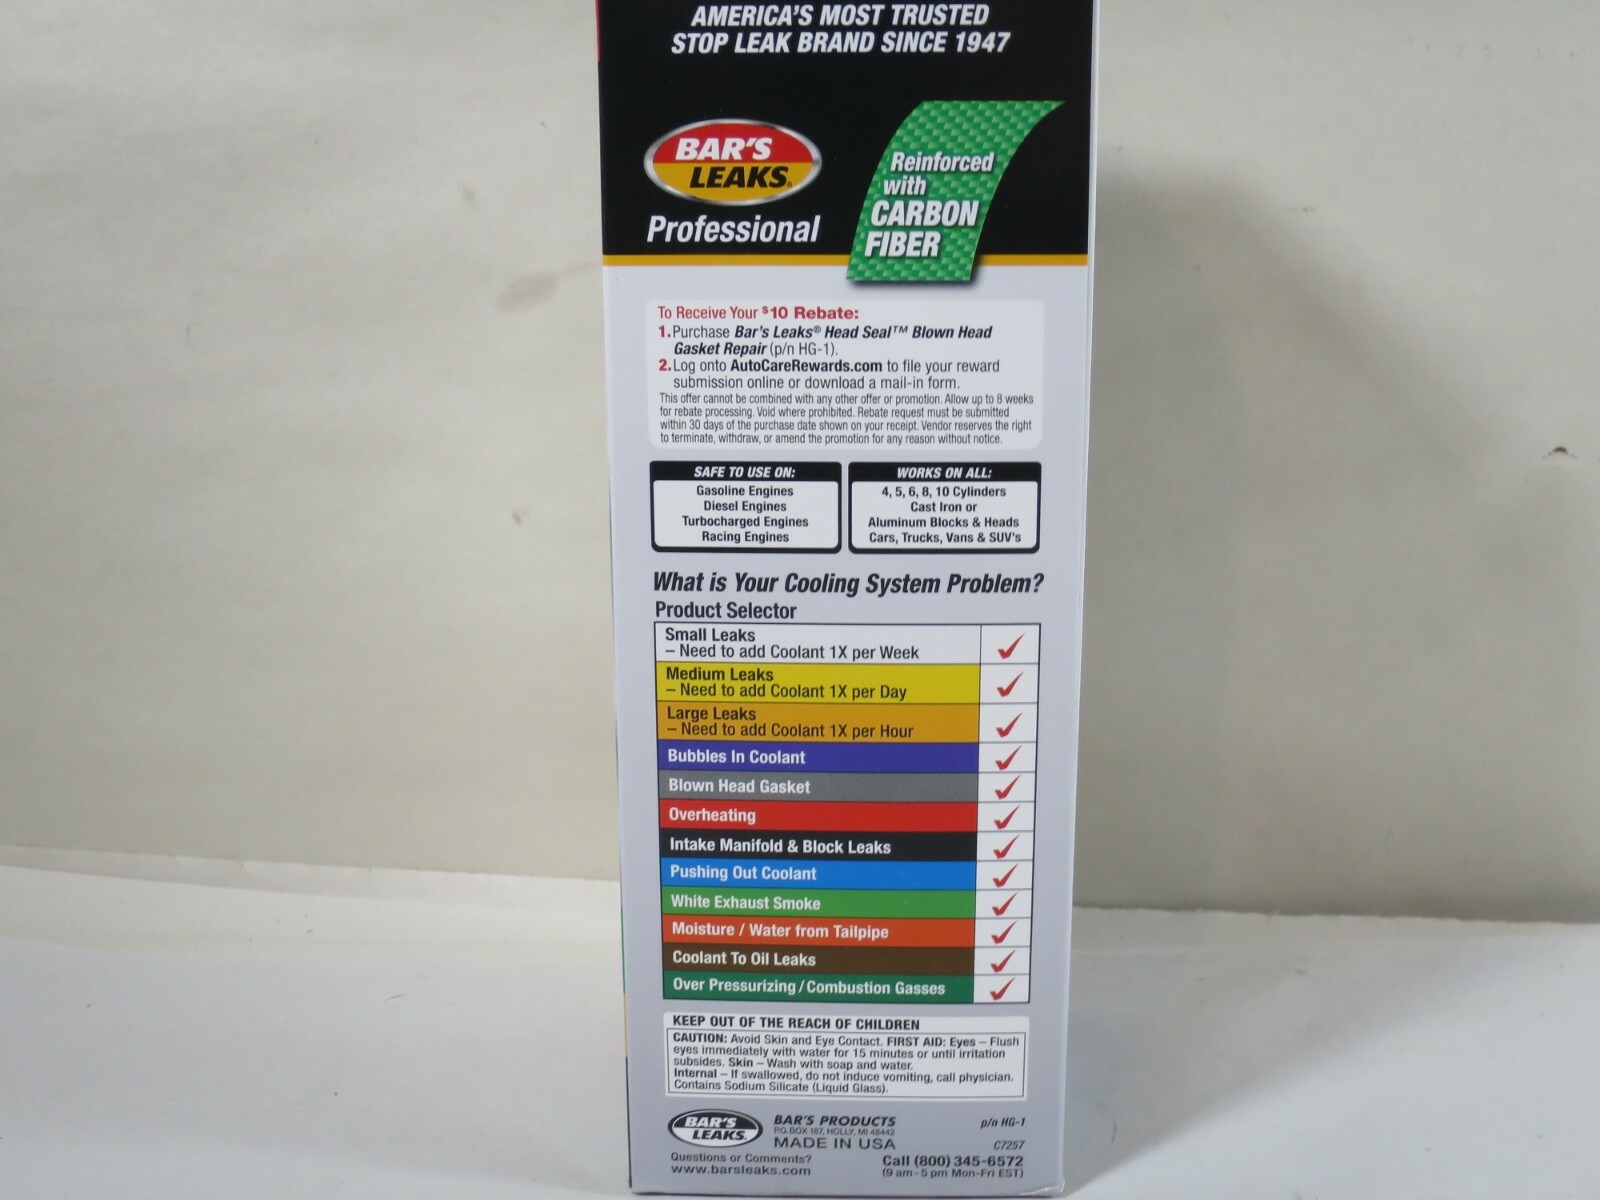 AMERICA'S MOST TRUSTED
STOP LEAK BRAND SINCE 1947
BAR'S
LEAKS®
Professional
Reinforced
with
CARBON
FIBER
To Receive Your $10 Rebate:
1. Purchase Bar's Leaks® Head Seal™ Blown Head
Gasket Repair (p/n HG-1).
2. Log onto AutoCareRewards.com to file your reward
submission online or download a mail-in form.
This offer cannot be combined with any other offer or promotion. Allow up to 8 weeks
for rebate processing. Void where prohibited. Rebate request must be submitted
within 30 days of the purchase date shown on your receipt. Vendor reserves the right
to terminate, withdraw, or amend the promotion for any reason without notice.
SAFE TO USE ON:
Gasoline Engines
Diesel Engines
Turbocharged Engines
Racing Engines
WORKS ON ALL:
4, 5, 6, 8, 10 Cylinders
Cast Iron or
Aluminum Blocks & Heads
Cars, Trucks, Vans & SUV's
What is Your Cooling System Problem?
Product Selector
Small Leaks
– Need to add Coolant 1X per Week
Medium Leaks
– Need to add Coolant 1X per Day
Large Leaks
– Need to add Coolant 1X per Hour
Bubbles In Coolant
Blown Head Gasket
Overheating
Intake Manifold & Block Leaks
Pushing Out Coolant
White Exhaust Smoke
Moisture / Water from Tailpipe
Coolant To Oil Leaks
Over Pressurizing / Combustion Gasses
KEEP OUT OF THE REACH OF CHILDREN
CAUTION: Avoid Skin and Eye Contact. FIRST AID: Eyes – Flush
eyes immediately with water for 15 minutes or until irritation
subsides. Skin – Wash with soap and water.
Internal – If swallowed, do not induce vomiting, call physician.
Contains Sodium Silicate (Liquid Glass).
BAR'S
LEAKS.
BAR'S PRODUCTS
P.O. BOX 187, HOLLY, MI 48442
MADE IN USA
p/n HG-1
C7257
Questions or Comments?
www.barsleaks.com
Call (800) 345-6572
(9 am - 5 pm Mon-Fri EST)